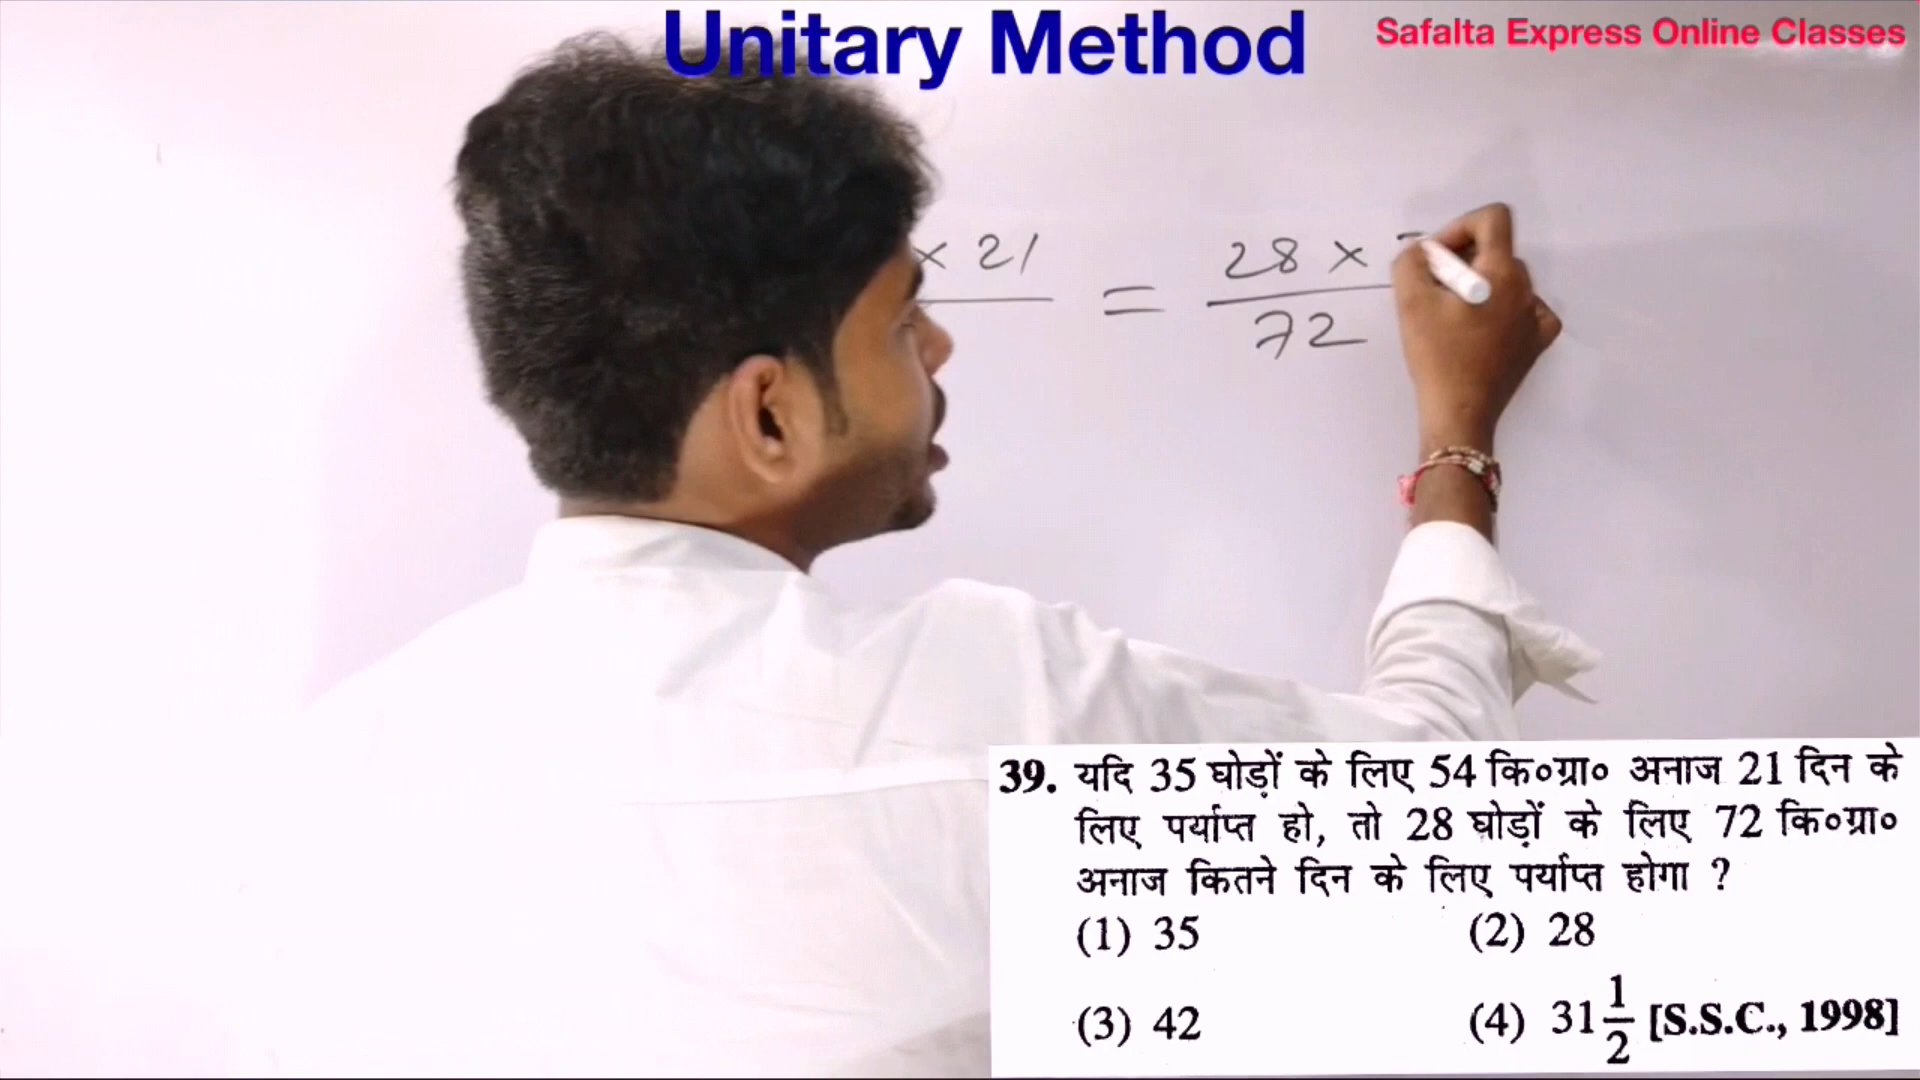 Unitary Method
Safalta Express Online Classes
× 21 = 28 ×
72
39. यदि 35 घोड़ों के लिए 54 कि०ग्रा० अनाज 21 दिन के
लिए पर्याप्त हो, तो 28 घोड़ों के लिए 72 कि०ग्रा०
अनाज कितने दिन के लिए पर्याप्त होगा ?
(1) 35 (2) 28
(3) 42 (4) 31 1/2 [S.S.C., 1998]